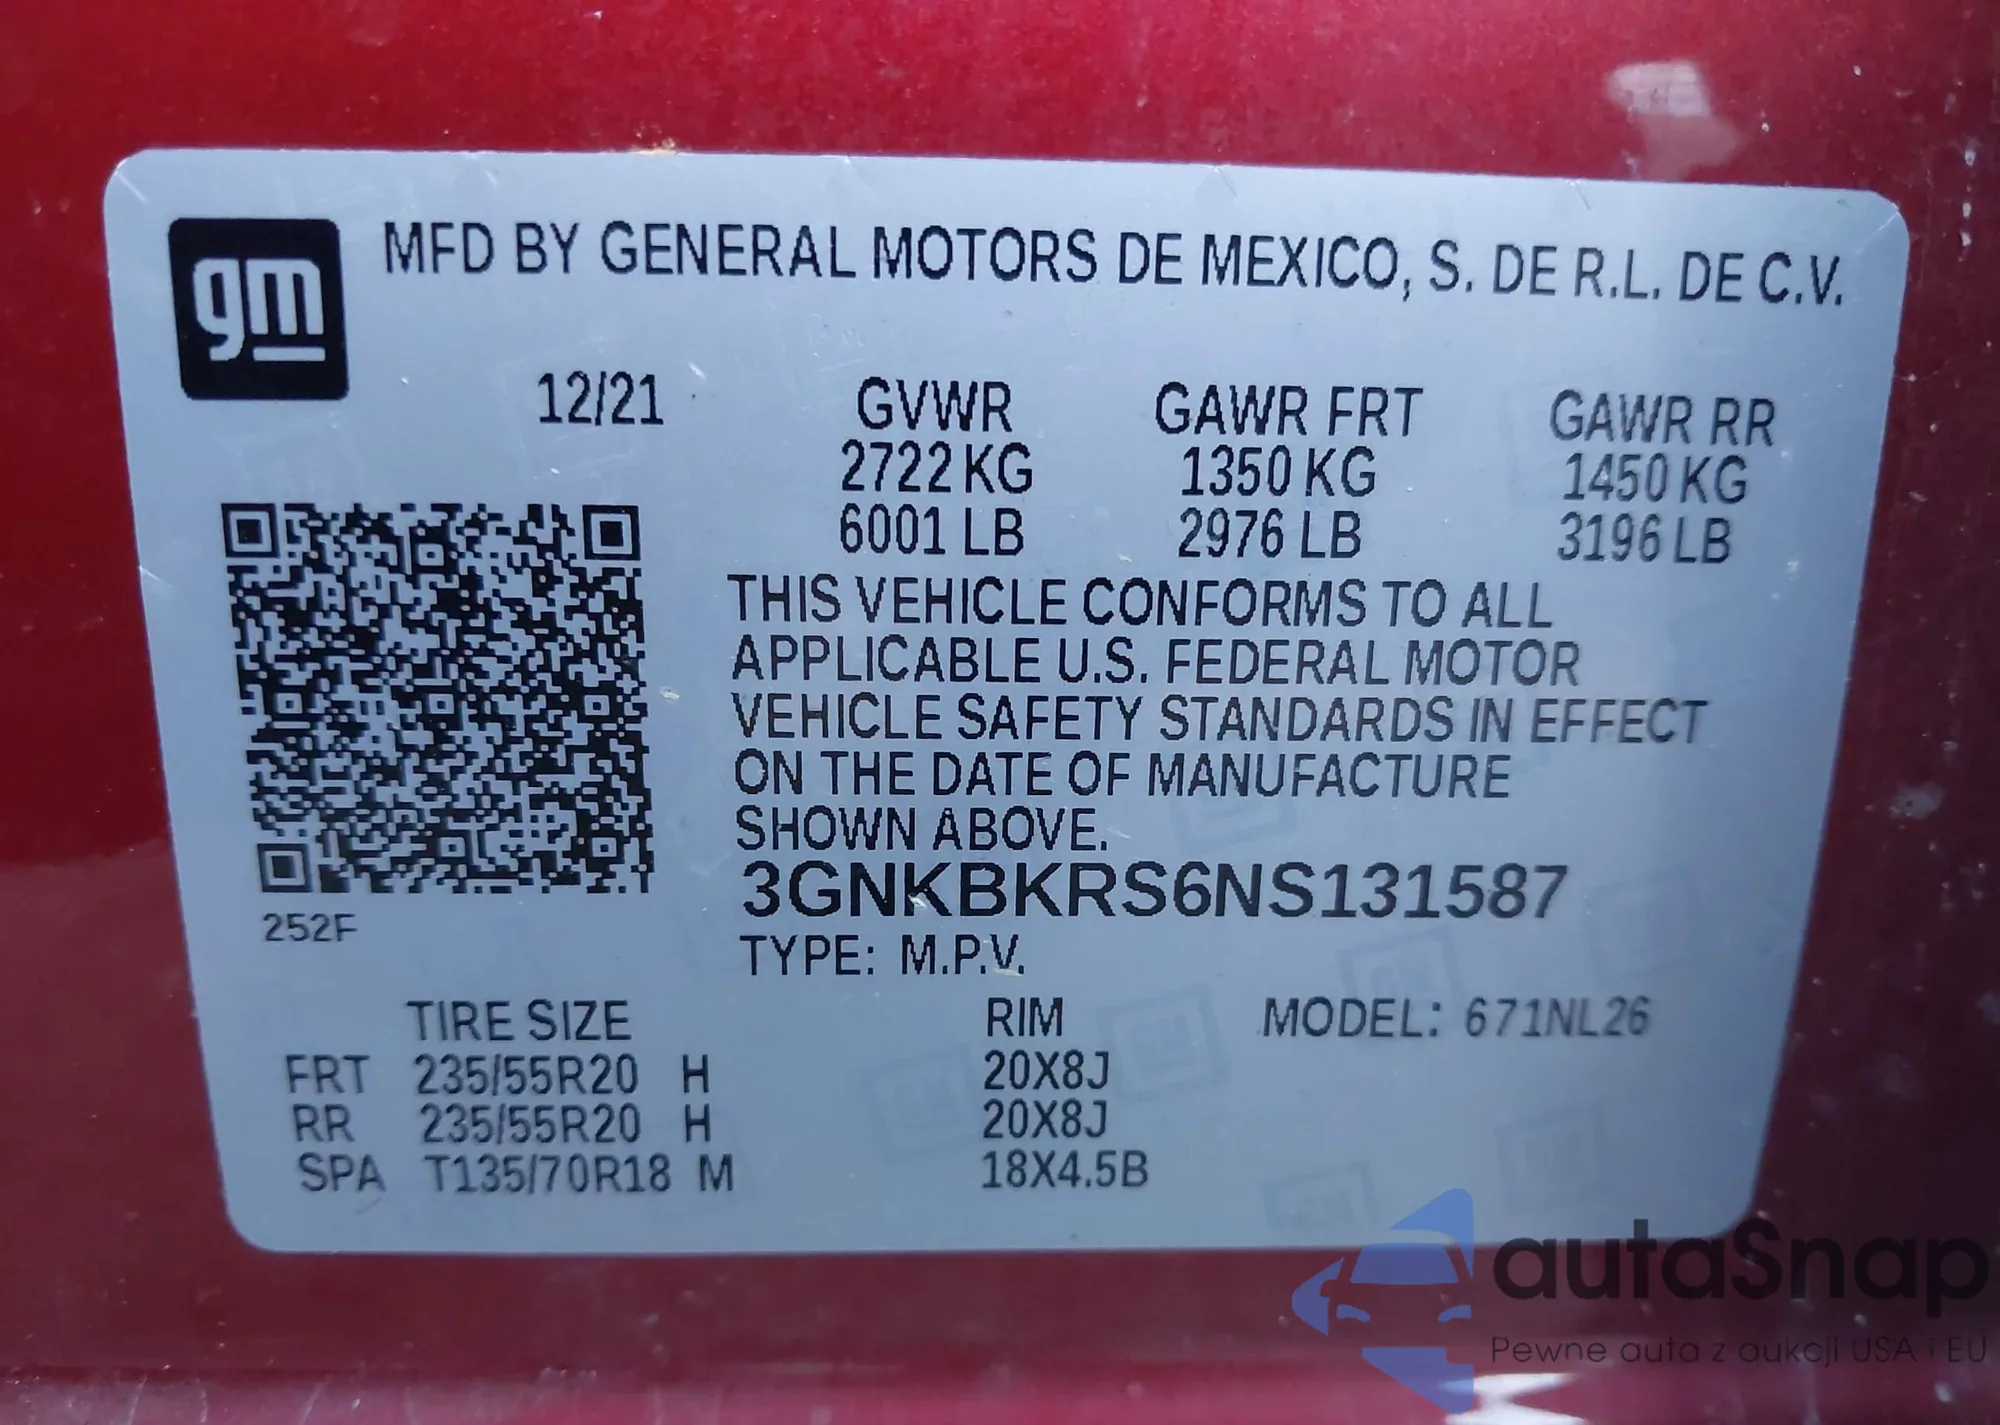 gm
MFD BY GENERAL MOTORS DE MEXICO, S. DE R.L. DE C.V.
12/21 GVWR GAWR FRT GAWR RR
2722 KG 1350 KG 1450 KG
6001 LB 2976 LB 3196 LB
THIS VEHICLE CONFORMS TO ALL
APPLICABLE U.S. FEDERAL MOTOR
VEHICLE SAFETY STANDARDS IN EFFECT
ON THE DATE OF MANUFACTURE
SHOWN ABOVE.
3GNKBKRS6NS131587
252F
TYPE: M.P.V.
TIRE SIZE RIM MODEL: 671NL26
FRT 235/55R20 H 20X8J
RR 235/55R20 H 20X8J
SPA T135/70R18 M 18X4.5B
autaSnap
Pewne auta z aukcji USA i EU